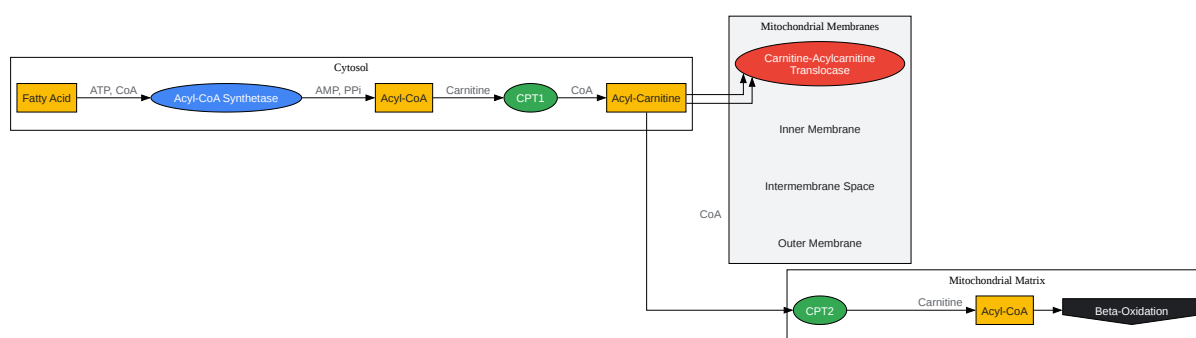 Mitochondrial Membranes
Carnitine-Acylcarnitine
Translocase
Cytosol
Fatty Acid
ATP, CoA
Acyl-CoA Synthetase
AMP, PPi
Acyl-CoA
Carnitine
CPT1
CoA
Acyl-Carnitine
Inner Membrane
Intermembrane Space
CoA
Outer Membrane
Mitochondrial Matrix
CPT2
Carnitine
Acyl-CoA
Beta-Oxidation